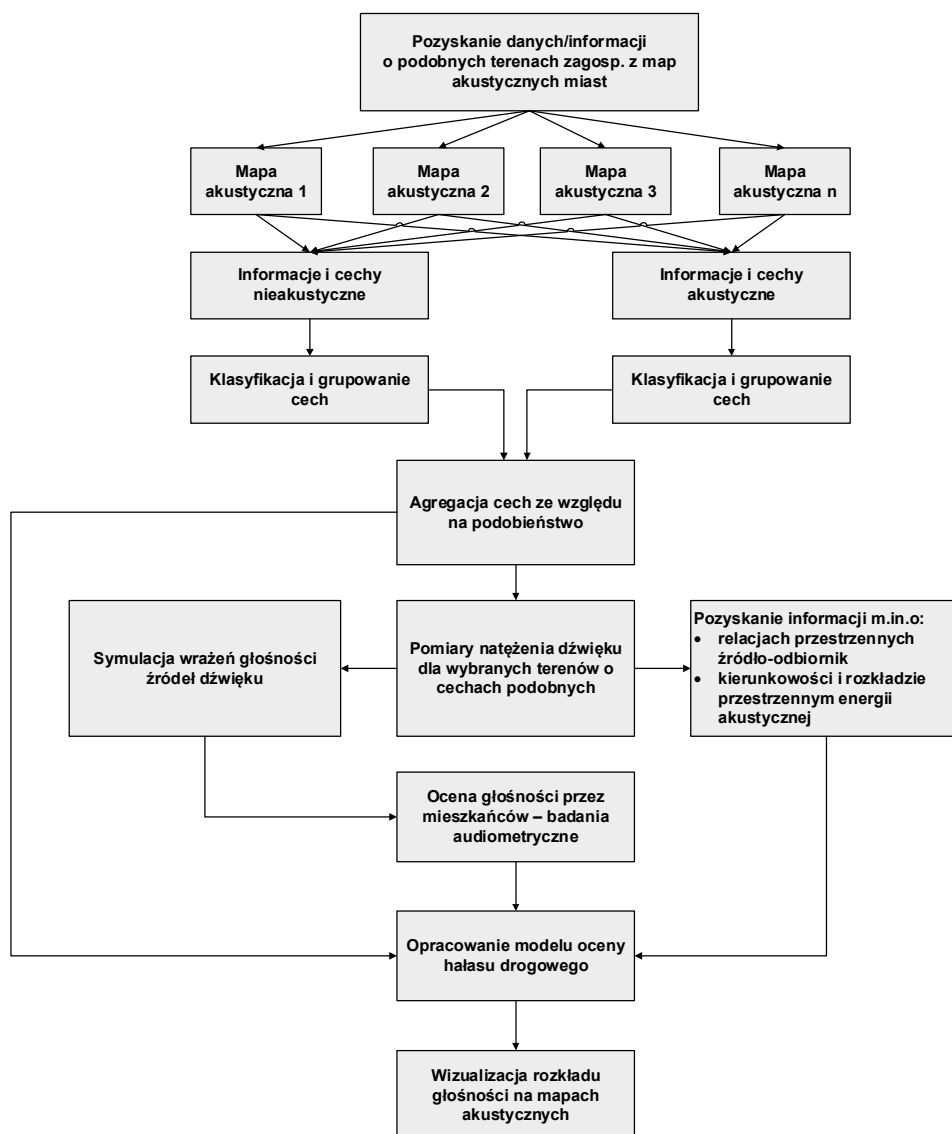 Pozyskanie danych/informacji
o podobnych terenach zagosp. z map
akustycznych miast
Mapa
akustyczna 1
Mapa
akustyczna 2
Mapa
akustyczna 3
Mapa
akustyczna n
Informacje i cechy
nieakustyczne
Informacje i cechy
akustyczne
Klasyfikacja i grupowanie
cech
Klasyfikacja i grupowanie
cech
Agregacja cech ze względu
na podobieństwo
Symulacja wrażeń głośności
źródeł dźwięku
Pomiary natężenia dźwięku
dla wybranych terenów o
cechach podobnych
Pozyskanie informacji m.in.o:
• relacjach przestrzennych
źródło-odbiornik
• kierunkowości i rozkładzie
przestrzennym energii
akustycznej
Ocena głośności przez
mieszkańców – badania
audiometryczne
Opracowanie modelu oceny
hałasu drogowego
Wizualizacja rozkładu
głośności na mapach
akustycznych